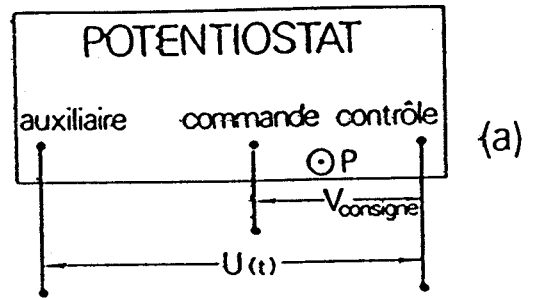 POTENTIOSTAT
auxiliaire commande contrôle
(a)
⊙ P
Vconsigne
U(t)